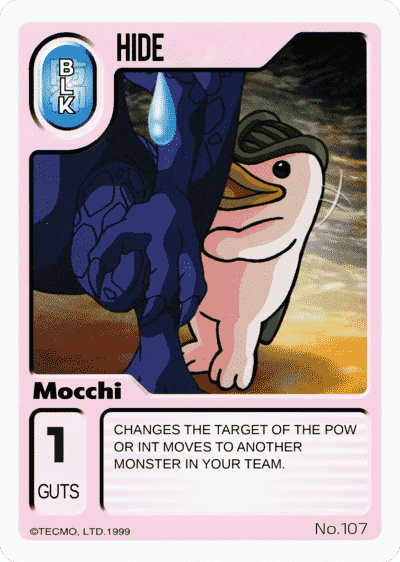 BLK
HIDE
Mocchi
1
GUTS
CHANGES THE TARGET OF THE POW
OR INT MOVES TO ANOTHER
MONSTER IN YOUR TEAM.
©TECMO, LTD.1999
No.107